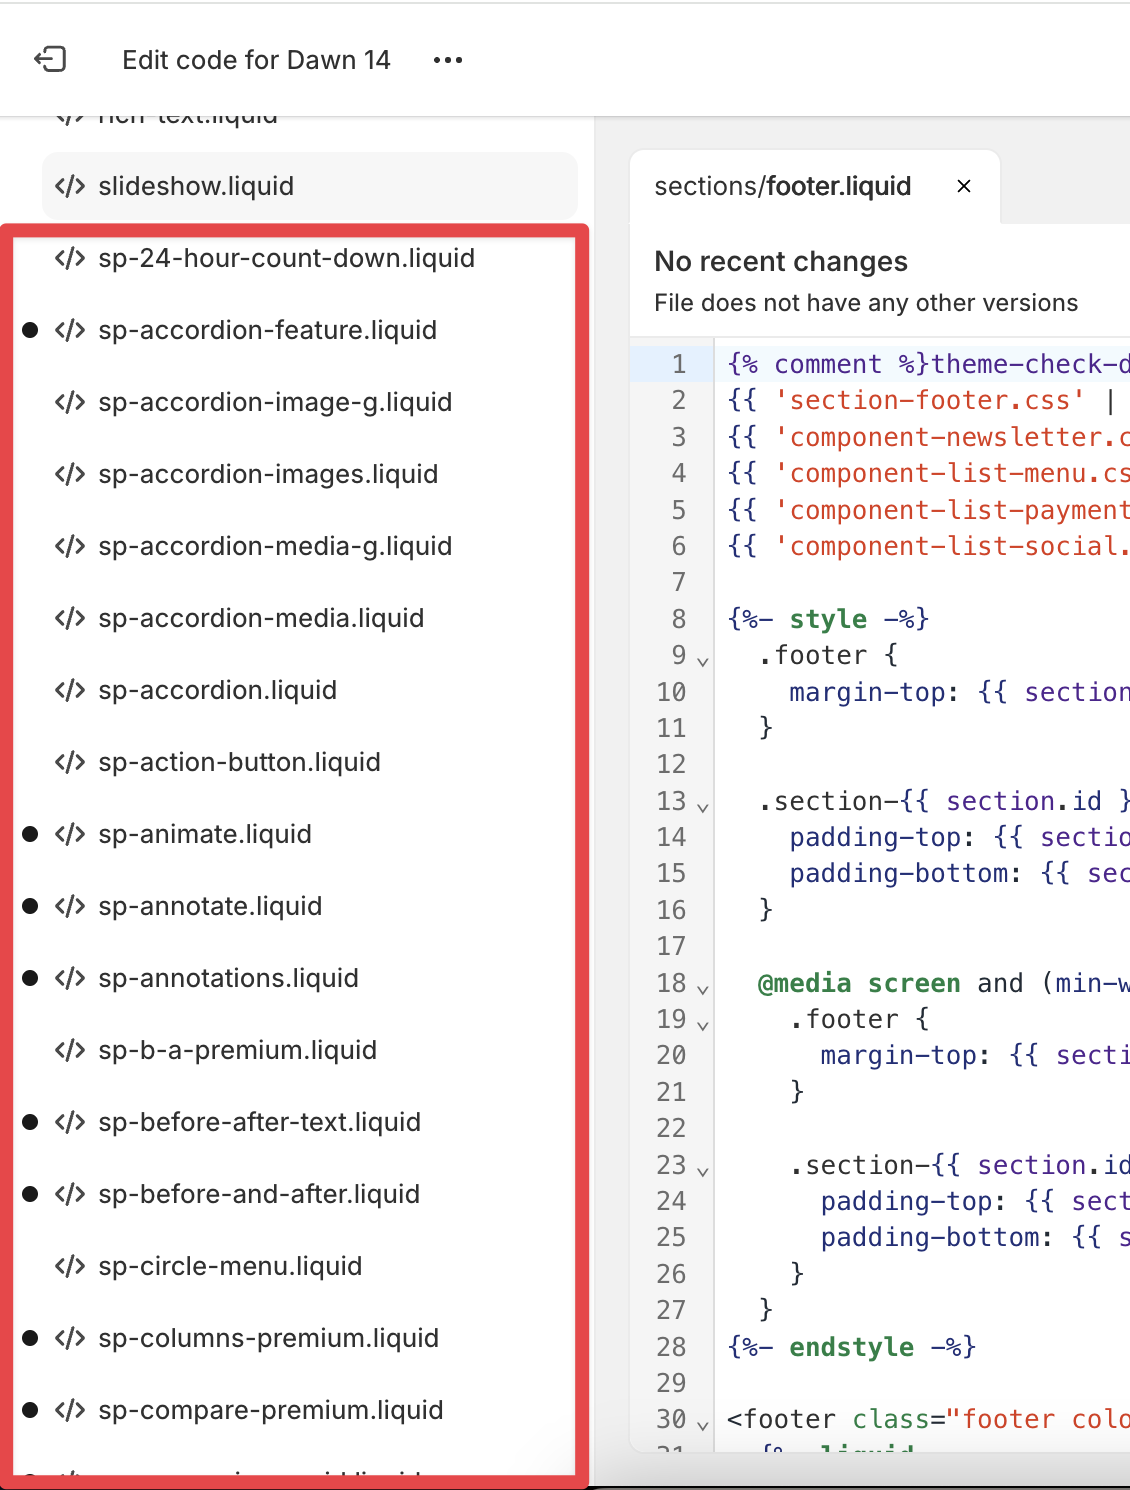 Edit code for Dawn 14 •••
rich-text.liquid
</> slideshow.liquid
</> sp-24-hour-count-down.liquid
</> sp-accordion-feature.liquid
</> sp-accordion-image-g.liquid
</> sp-accordion-images.liquid
</> sp-accordion-media-g.liquid
</> sp-accordion-media.liquid
</> sp-accordion.liquid
</> sp-action-button.liquid
</> sp-animate.liquid
</> sp-annotate.liquid
</> sp-annotations.liquid
</> sp-b-a-premium.liquid
</> sp-before-after-text.liquid
</> sp-before-and-after.liquid
</> sp-circle-menu.liquid
</> sp-columns-premium.liquid
</> sp-compare-premium.liquid
sections/footer.liquid ×
No recent changes
File does not have any other versions
1 {% comment %}theme-check-d
2 {{ 'section-footer.css' |
3 {{ 'component-newsletter.c
4 {{ 'component-list-menu.cs
5 {{ 'component-list-payment
6 {{ 'component-list-social.
7
8 {%- style -%}
9 .footer {
10 margin-top: {{ section
11 }
12
13 .section-{{ section.id }
14 padding-top: {{ sectio
15 padding-bottom: {{ sec
16 }
17
18 @media screen and (min-w
19 .footer {
20 margin-top: {{ secti
21 }
22
23 .section-{{ section.id
24 padding-top: {{ sect
25 padding-bottom: {{ s
26 }
27 }
28 {%- endstyle -%}
29
30 <footer class="footer colo
31 {%- liquid